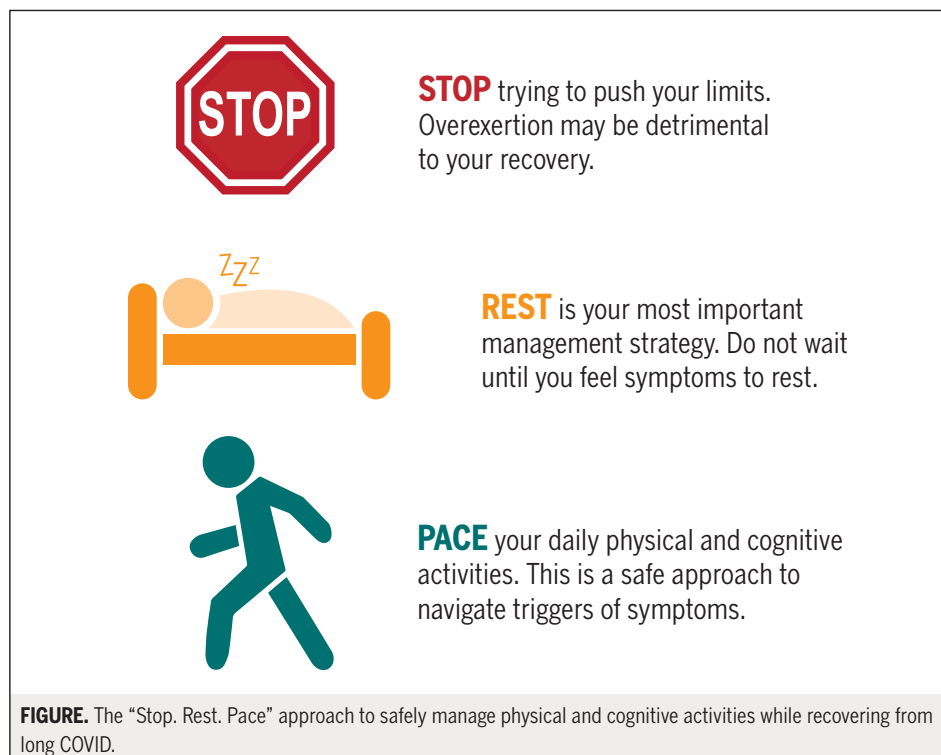 STOP
STOP trying to push your limits.
Overexertion may be detrimental
to your recovery.
ZZZ
REST is your most important
management strategy. Do not wait
until you feel symptoms to rest.
PACE your daily physical and cognitive
activities. This is a safe approach to
navigate triggers of symptoms.
FIGURE. The “Stop. Rest. Pace” approach to safely manage physical and cognitive activities while recovering from
long COVID.